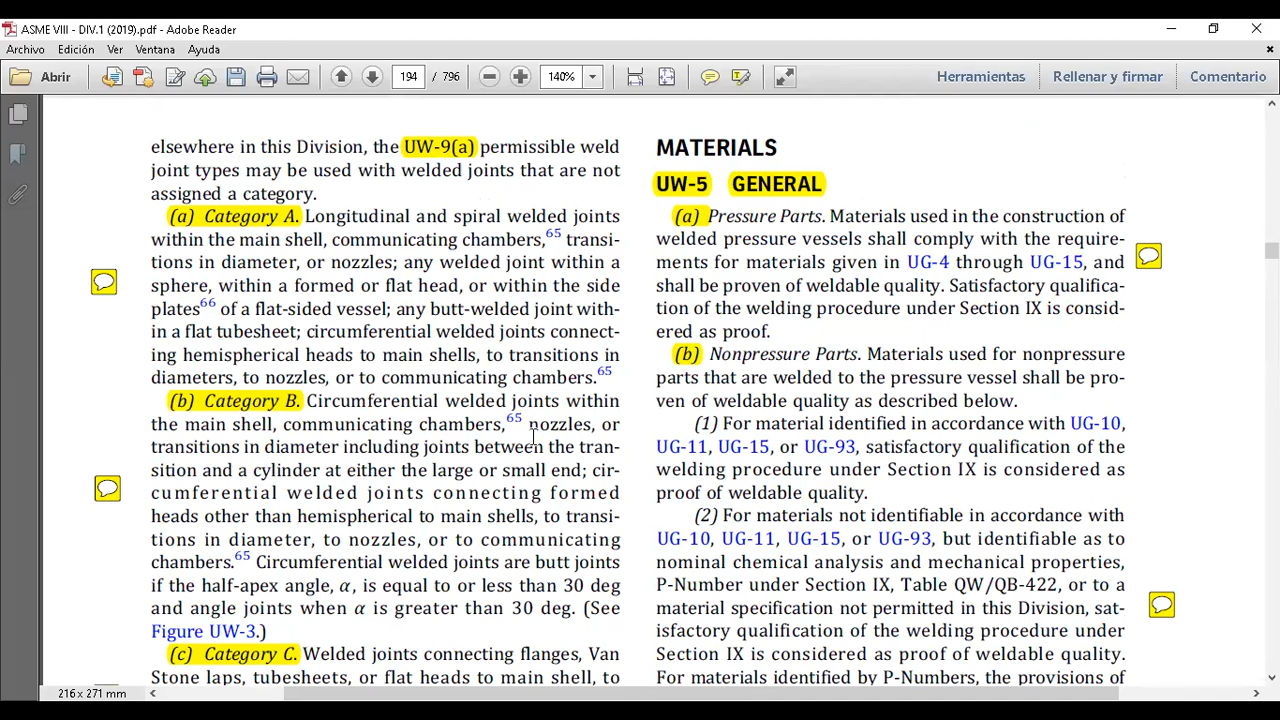 ASME VIII - DIV.1 (2019).pdf - Adobe Reader
Archivo Edición Ver Ventana Ayuda
Abrir 194 / 796 140% Herramientas Rellenar y firmar Comentario
elsewhere in this Division, the UW-9(a) permissible weld
joint types may be used with welded joints that are not
assigned a category.
(a) Category A. Longitudinal and spiral welded joints
within the main shell, communicating chambers,65 transi-
tions in diameter, or nozzles; any welded joint within a
sphere, within a formed or flat head, or within the side
plates66 of a flat-sided vessel; any butt-welded joint with-
in a flat tubesheet; circumferential welded joints connect-
ing hemispherical heads to main shells, to transitions in
diameters, to nozzles, or to communicating chambers.65
(b) Category B. Circumferential welded joints within
the main shell, communicating chambers,65 nozzles, or
transitions in diameter including joints between the tran-
sition and a cylinder at either the large or small end; cir-
cumferential welded joints connecting formed
heads other than hemispherical to main shells, to transi-
tions in diameter, to nozzles, or to communicating
chambers.65 Circumferential welded joints are butt joints
if the half-apex angle, α, is equal to or less than 30 deg
and angle joints when α is greater than 30 deg. (See
Figure UW-3.)
(c) Category C. Welded joints connecting flanges, Van
Stone laps, tubesheets, or flat heads to main shell, to
MATERIALS
UW-5 GENERAL
(a) Pressure Parts. Materials used in the construction of
welded pressure vessels shall comply with the require-
ments for materials given in UG-4 through UG-15, and
shall be proven of weldable quality. Satisfactory qualifica-
tion of the welding procedure under Section IX is consid-
ered as proof.
(b) Nonpressure Parts. Materials used for nonpressure
parts that are welded to the pressure vessel shall be pro-
ven of weldable quality as described below.
(1) For material identified in accordance with UG-10,
UG-11, UG-15, or UG-93, satisfactory qualification of the
welding procedure under Section IX is considered as
proof of weldable quality.
(2) For materials not identifiable in accordance with
UG-10, UG-11, UG-15, or UG-93, but identifiable as to
nominal chemical analysis and mechanical properties,
P-Number under Section IX, Table QW/QB-422, or to a
material specification not permitted in this Division, sat-
isfactory qualification of the welding procedure under
Section IX is considered as proof of weldable quality.
For materials identified by P-Numbers, the provisions of
216 x 271 mm